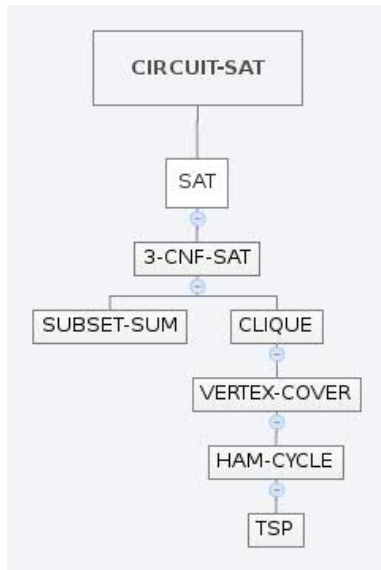 CIRCUIT-SAT
SAT
3-CNF-SAT
SUBSET-SUM
CLIQUE
VERTEX-COVER
HAM-CYCLE
TSP